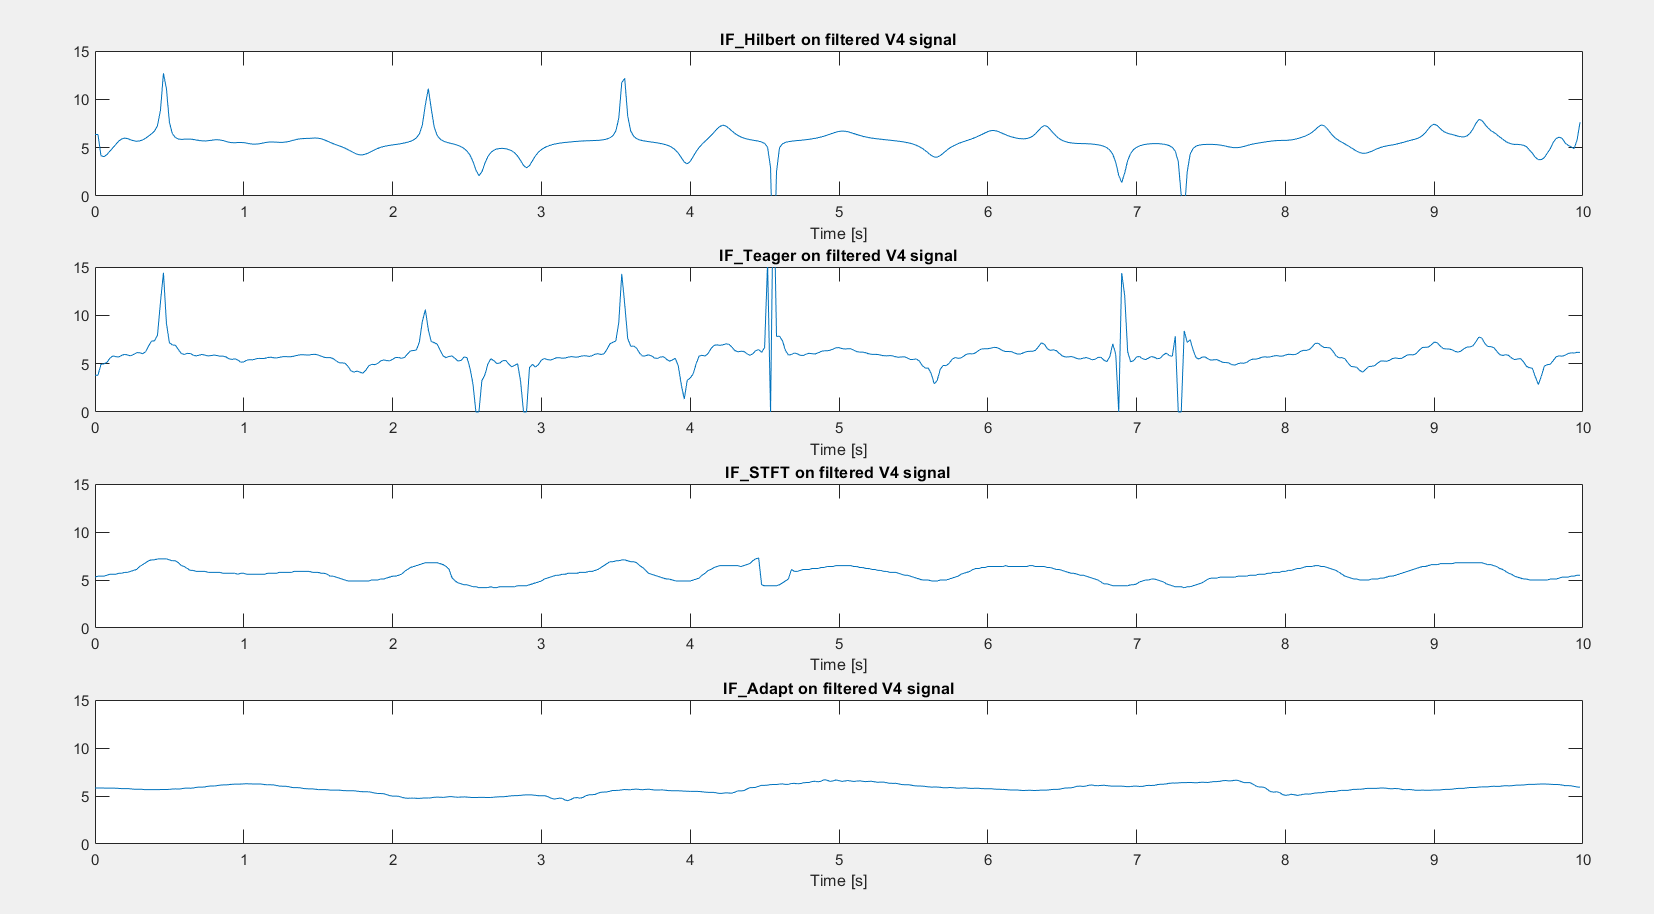 IF_Hilbert on filtered V4 signal
15
10
5
0
0 1 2 3 4 5 6 7 8 9 10
Time [s]
IF_Teager on filtered V4 signal
15
10
5
0
0 1 2 3 4 5 6 7 8 9 10
Time [s]
IF_STFT on filtered V4 signal
15
10
5
0
0 1 2 3 4 5 6 7 8 9 10
Time [s]
IF_Adapt on filtered V4 signal
15
10
5
0
0 1 2 3 4 5 6 7 8 9 10
Time [s]